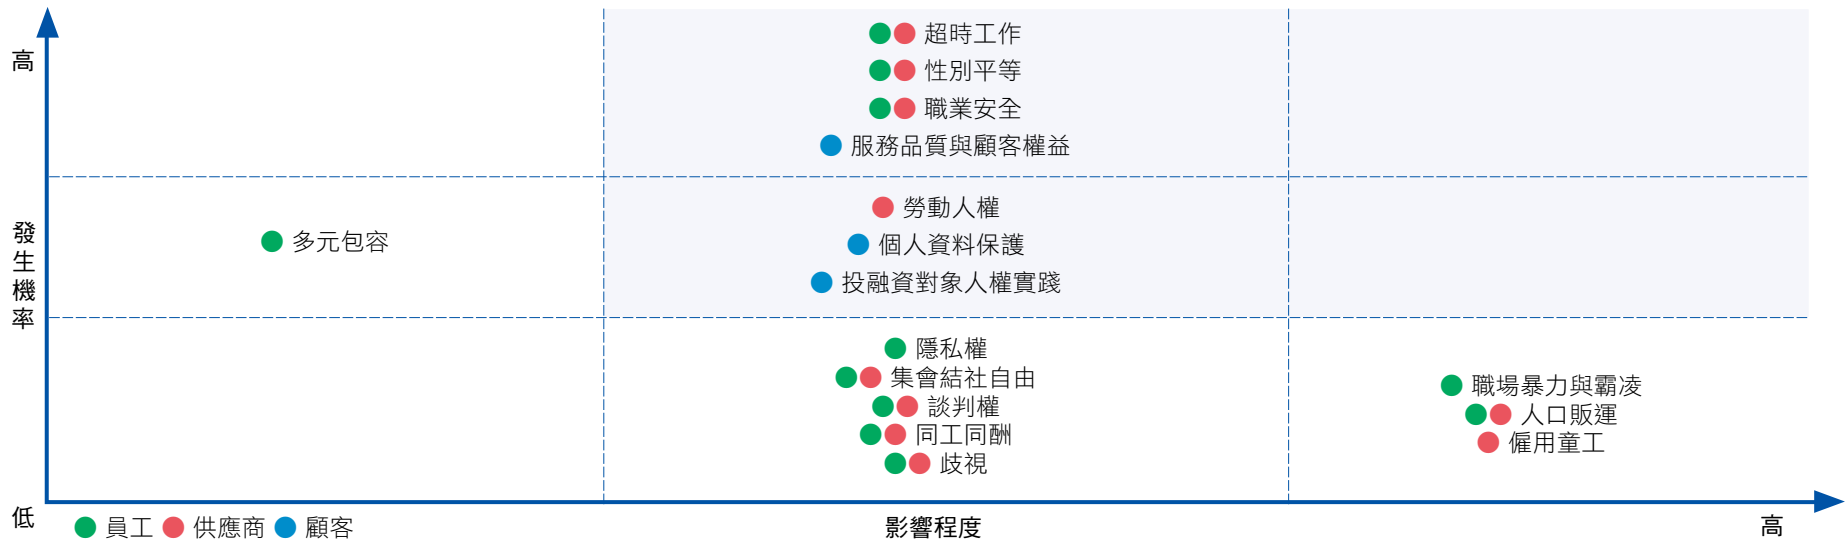 高
超時工作
性別平等
職業安全
服務品質與顧客權益
發生機率
多元包容
勞動人權
個人資料保護
投融資對象人權實踐
隱私權
集會結社自由
談判權
同工同酬
歧視
職場暴力與霸凌
人口販運
僱用童工
低
員工 供應商 顧客
影響程度
高